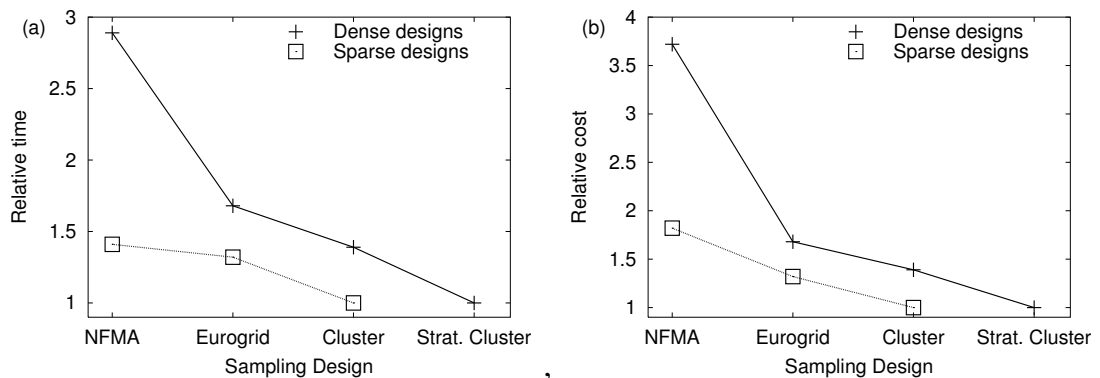 (a)
Dense designs
Sparse designs
3
2.5
2
1.5
1
Relative time
NFMA Eurogrid Cluster Strat. Cluster
Sampling Design
,
(b)
Dense designs
Sparse designs
4
3.5
3
2.5
2
1.5
1
Relative cost
NFMA Eurogrid Cluster Strat. Cluster
Sampling Design